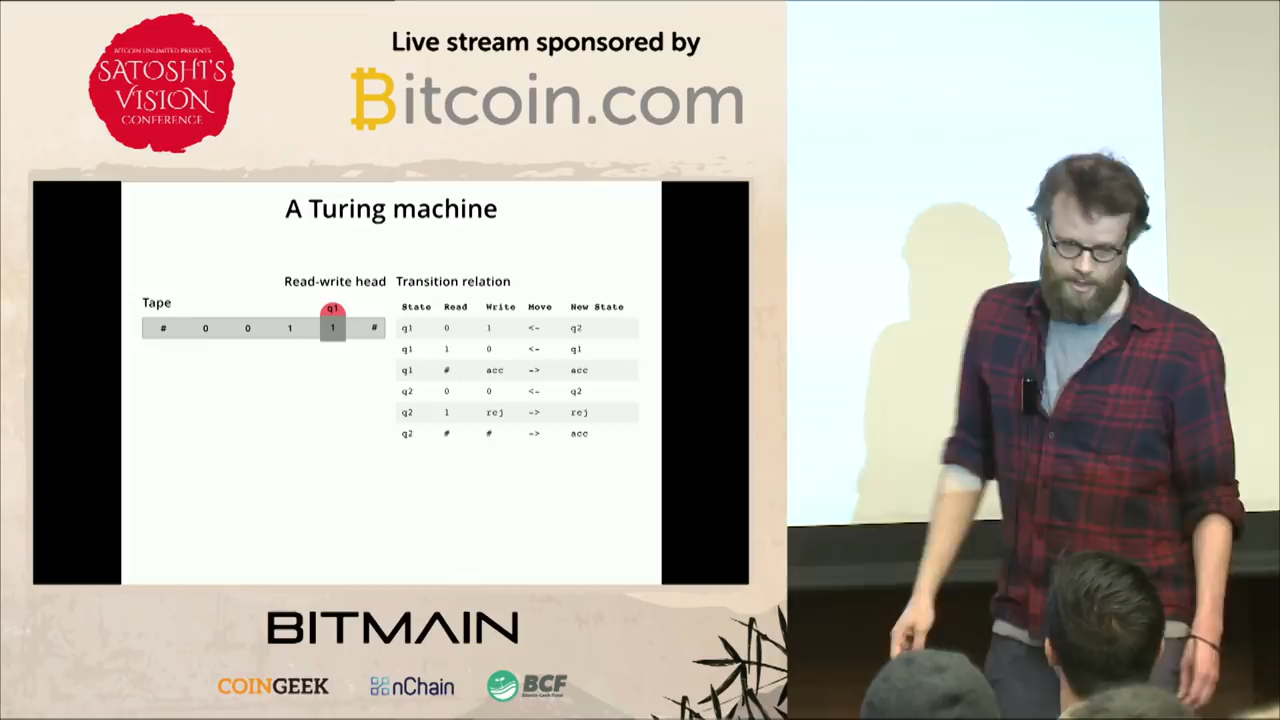 BITCOIN UNLIMITED PRESENTS
SATOSHI'S
VISION
CONFERENCE
Live stream sponsored by
Bitcoin.com
A Turing machine
Read-write head
Transition relation
Tape
q1
# 0 0 1 1 #
State Read Write Move New State
q1 0 1 <- q2
q1 1 0 <- q1
q1 # acc -> acc
q2 0 0 <- q2
q2 1 rej -> rej
q2 # # -> acc
BITMAIN
COINGEEK
nChain
BCF